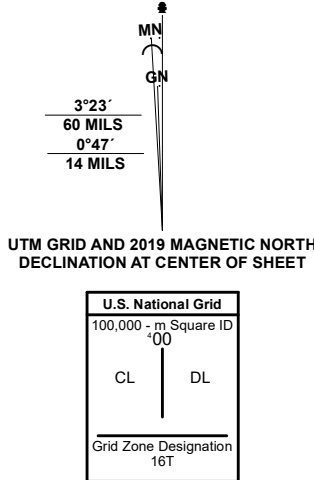 MN
GN
3°23´
60 MILS
0°47´
14 MILS
UTM GRID AND 2019 MAGNETIC NORTH
DECLINATION AT CENTER OF SHEET
U.S. National Grid
100,000 - m Square ID
⁴00
CL DL
Grid Zone Designation
16T